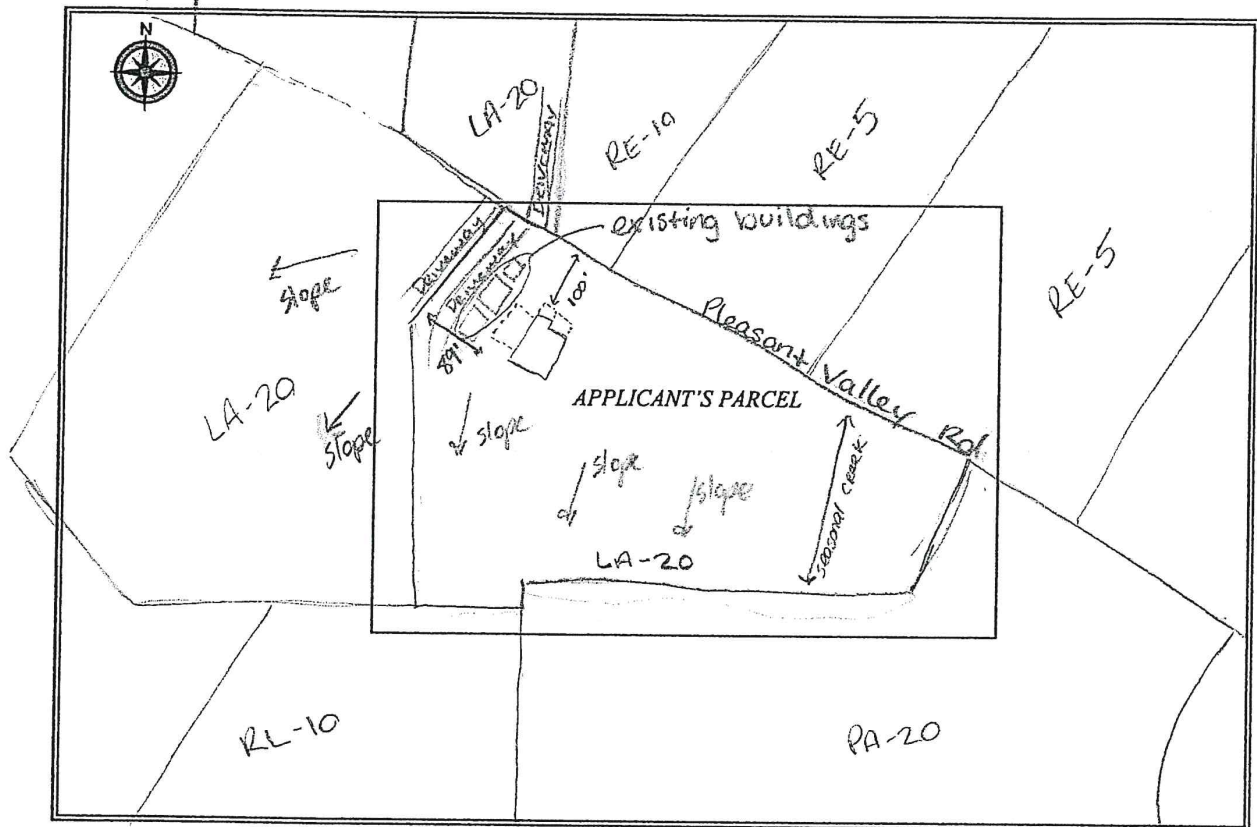 N
LA-20
Driveway
RE-10
RE-5
RE-5
existing buildings
Driveway
Driveway
slope
100'
89'
Pleasant Valley Rd.
APPLICANT'S PARCEL
LA-20
slope
slope
slope
slope
seasonal creek
LA-20
RL-10
PA-20